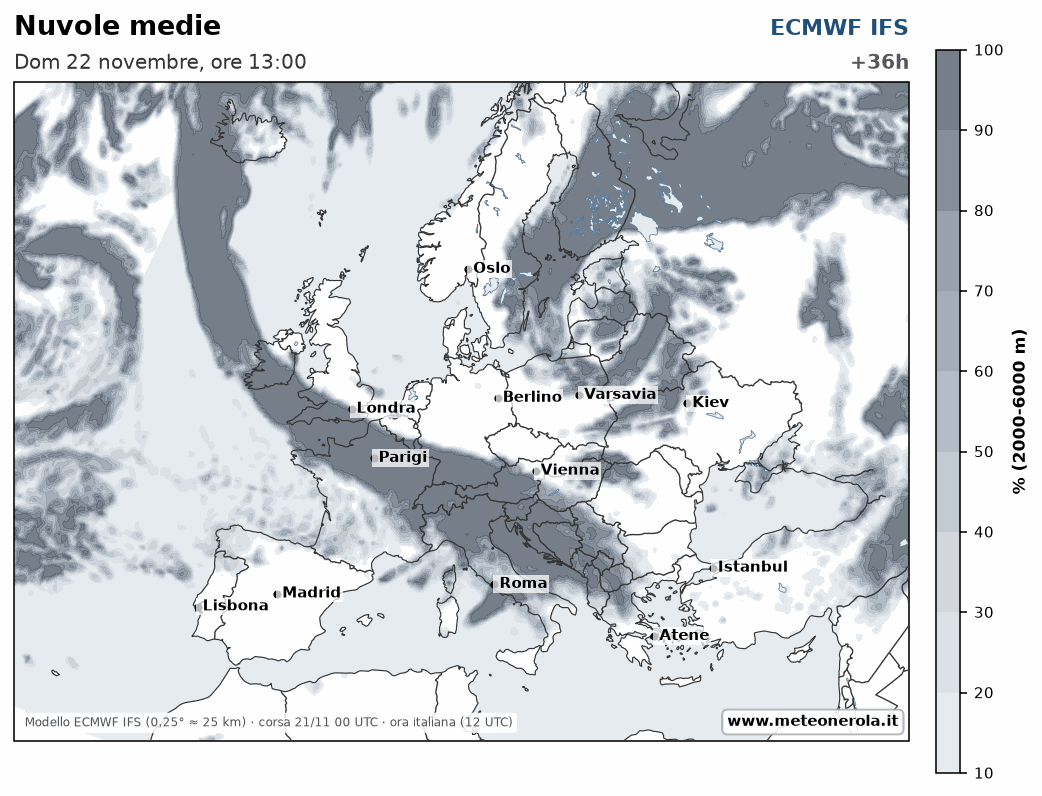 Nuvole medie
ECMWF IFS
Dom 22 novembre, ore 13:00
+36h
Oslo
Berlino
Varsavia
Kiev
Londra
Parigi
Vienna
Istanbul
Roma
Madrid
Lisbona
Atene
Modello ECMWF IFS (0,25° ≈ 25 km) · corsa 21/11 00 UTC · ora italiana (12 UTC)
www.meteonerola.it
100
90
80
70
60
50
40
30
20
10
% (2000-6000 m)